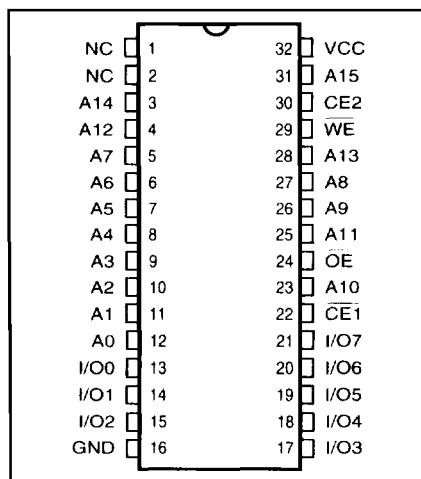 NC 1 32 VCC
NC 2 31 A15
A14 3 30 CE2
A12 4 29 WE
A7 5 28 A13
A6 6 27 A8
A5 7 26 A9
A4 8 25 A11
A3 9 24 OE
A2 10 23 A10
A1 11 22 CE1
A0 12 21 I/O7
I/O0 13 20 I/O6
I/O1 14 19 I/O5
I/O2 15 18 I/O4
GND 16 17 I/O3